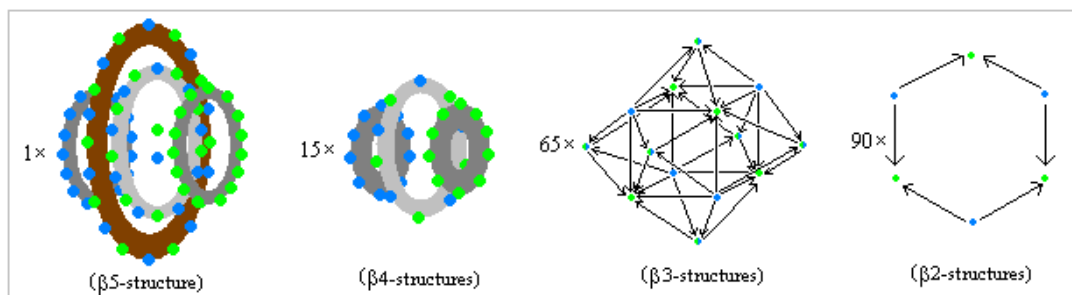 1×
15×
65×
90×
(β5-structure)
(β4-structures)
(β3-structures)
(β2-structures)